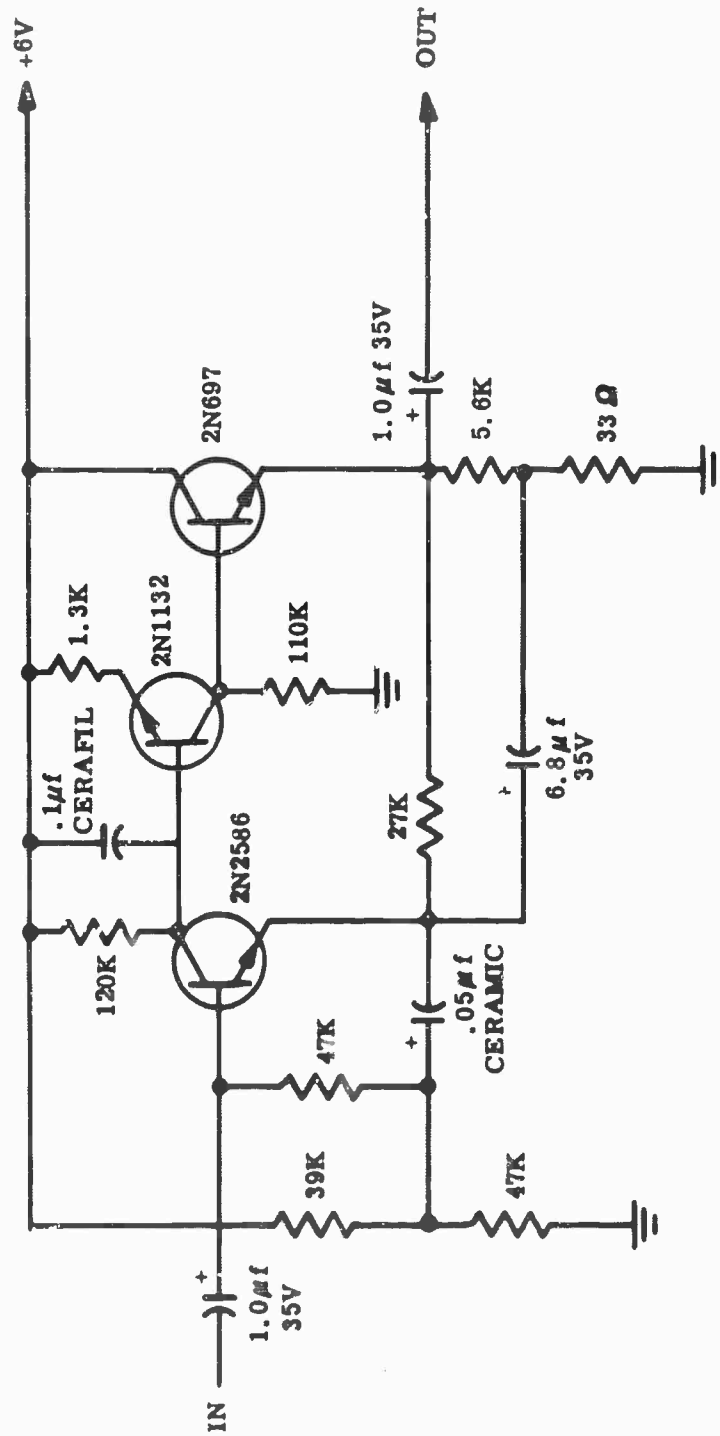 +6V
.1µf
CERAFIL
1.3K
120K
2N1132
2N697
2N2586
110K
IN
1.0µf
35V
39K
47K
47K
.05µf
CERAMIC
27K
6.8µf
35V
1.0µf 35V
OUT
5.6K
33Ω
+
+
+
+